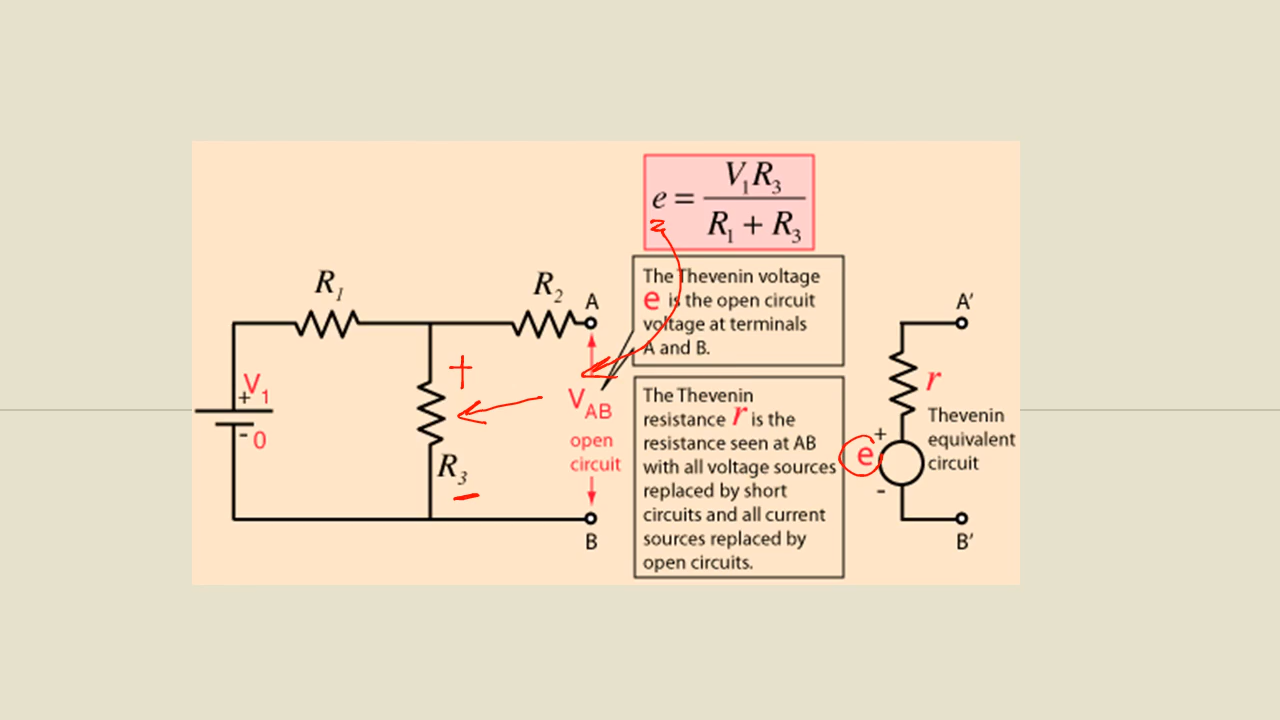 e = V₁R₃ / R₁ + R₃
The Thevenin voltage
e is the open circuit
voltage at terminals
A and B.
R₁
R₂
A
V₁
+
- 0
+
R₃
V_AB
open
circuit
B
The Thevenin
resistance r is the
resistance seen at AB
with all voltage sources
replaced by short
circuits and all current
sources replaced by
open circuits.
A′
r
Thevenin
equivalent
circuit
+
e
-
B′